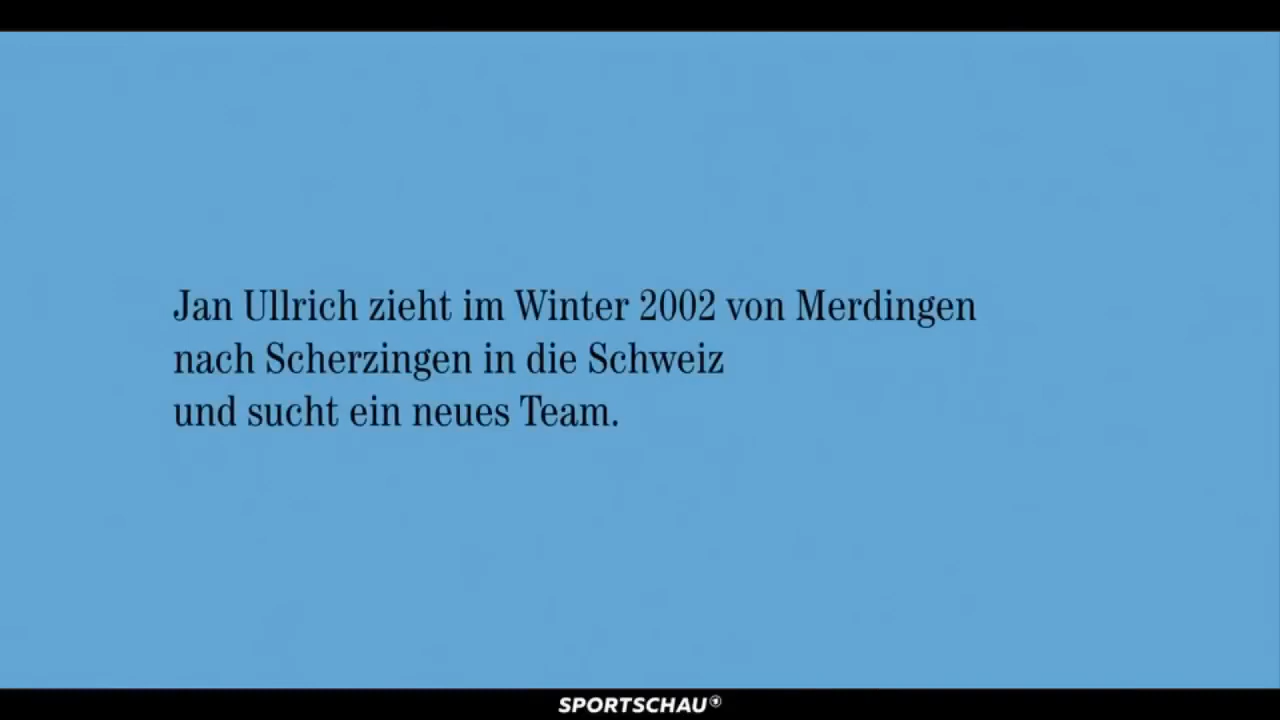 Jan Ullrich zieht im Winter 2002 von Merdingen
nach Scherzingen in die Schweiz
und sucht ein neues Team.
SPORTSCHAU